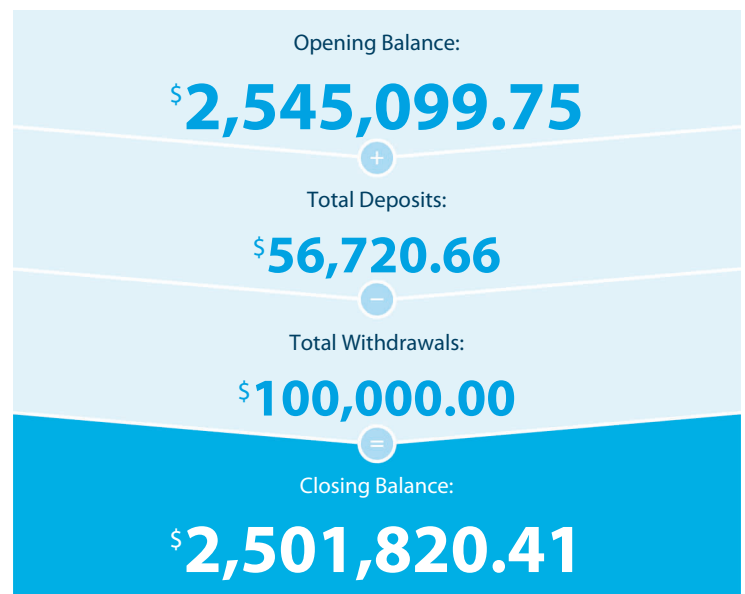 Opening Balance:
$2,545,099.75
+
Total Deposits:
$56,720.66
−
Total Withdrawals:
$100,000.00
=
Closing Balance:
$2,501,820.41